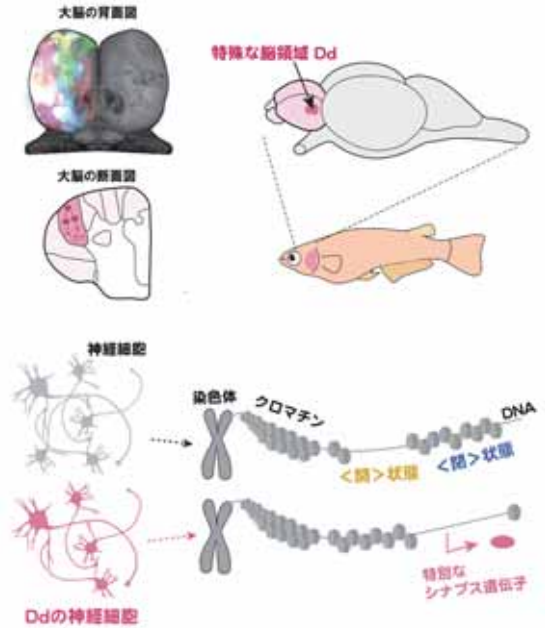 大脳の背面図
特殊な脳領域 Dd
大脳の断面図
神経細胞
染色体
クロマチン
DNA
<開>状態
<閉>状態
特別な
シナプス遺伝子
Ddの神経細胞